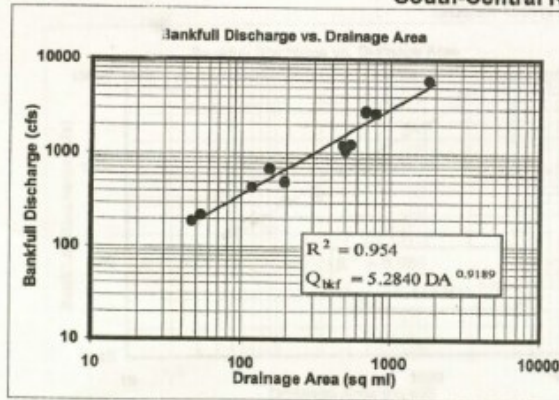 Bankfull Discharge vs. Drainage Area
Bankfull Discharge (cfs)
10000
1000
100
10
R² = 0.954
Q bkf = 5.2840 DA 0.9189
10
100
1000
10000
Drainage Area (sq mi)